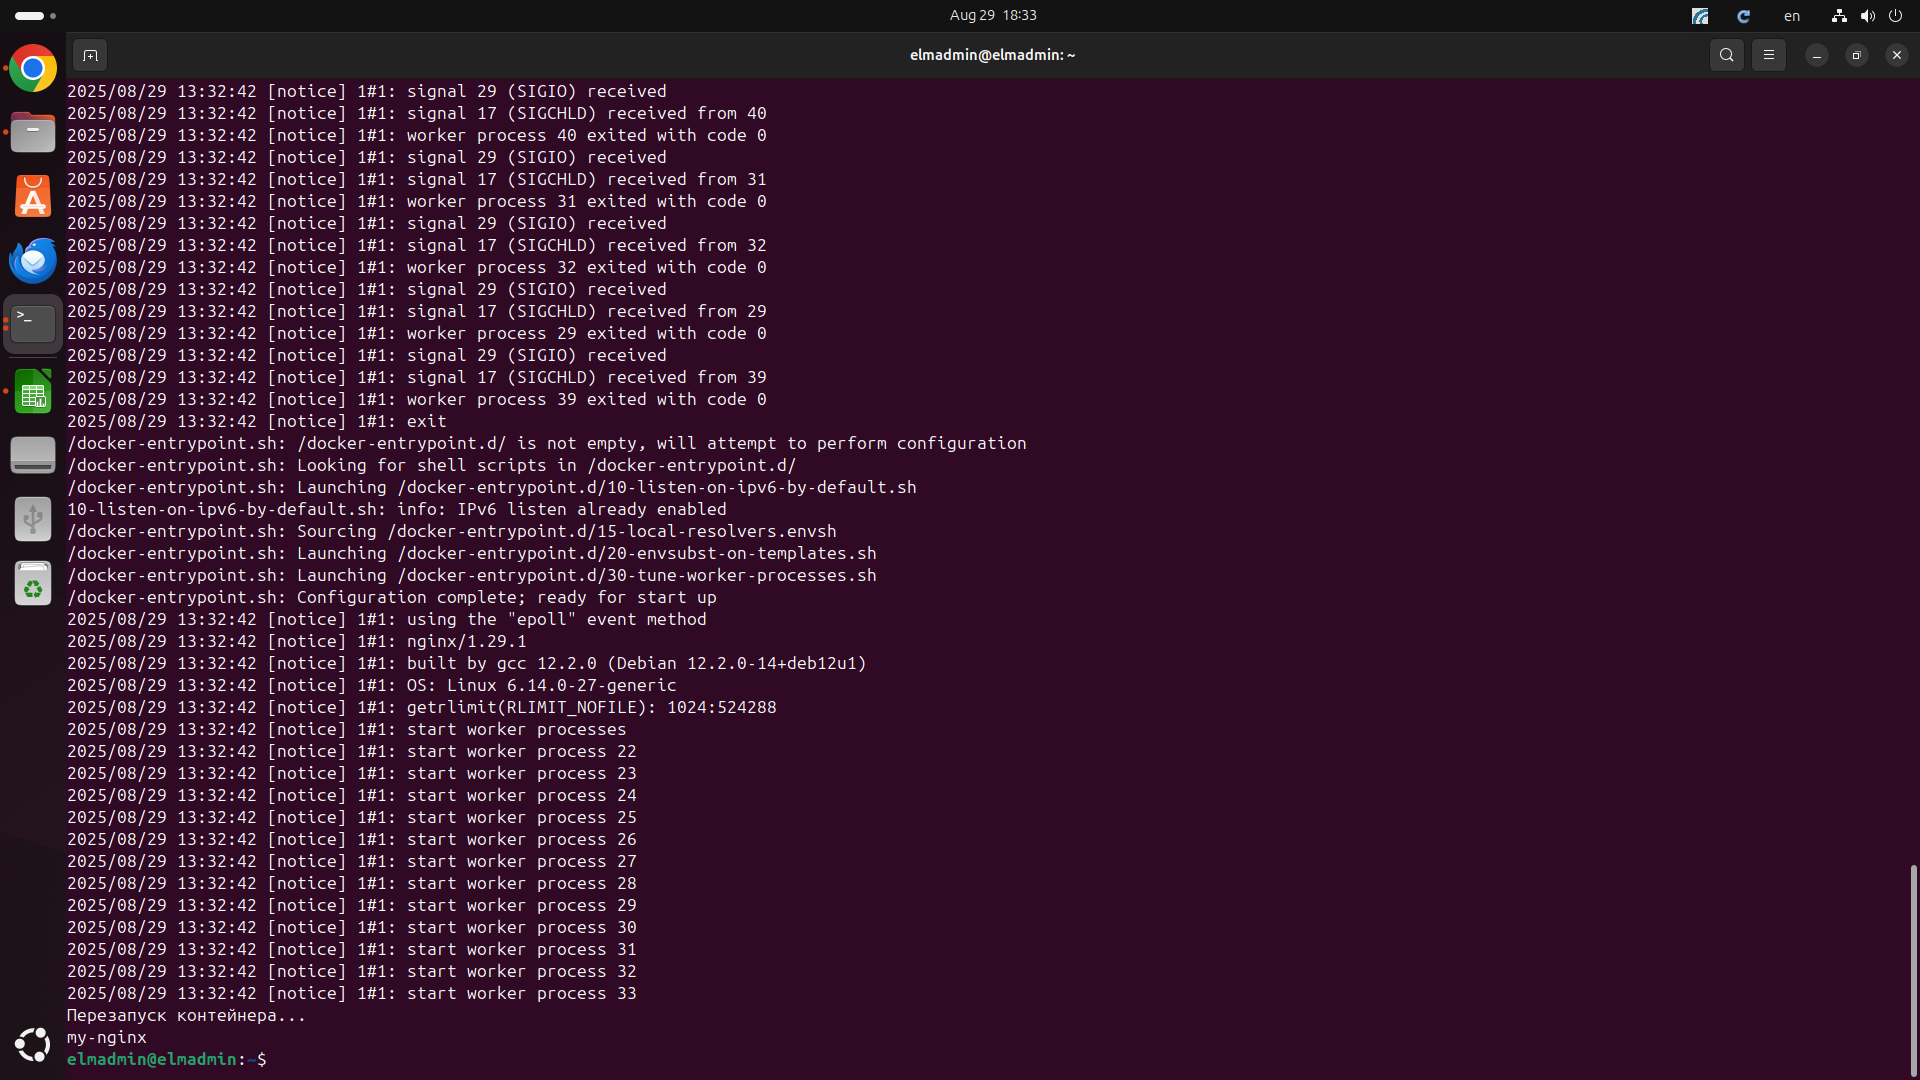 Aug 29 18:33
en
elmadmin@elmadmin: ~
2025/08/29 13:32:42 [notice] 1#1: signal 29 (SIGIO) received
2025/08/29 13:32:42 [notice] 1#1: signal 17 (SIGCHLD) received from 40
2025/08/29 13:32:42 [notice] 1#1: worker process 40 exited with code 0
2025/08/29 13:32:42 [notice] 1#1: signal 29 (SIGIO) received
2025/08/29 13:32:42 [notice] 1#1: signal 17 (SIGCHLD) received from 31
2025/08/29 13:32:42 [notice] 1#1: worker process 31 exited with code 0
2025/08/29 13:32:42 [notice] 1#1: signal 29 (SIGIO) received
2025/08/29 13:32:42 [notice] 1#1: signal 17 (SIGCHLD) received from 32
2025/08/29 13:32:42 [notice] 1#1: worker process 32 exited with code 0
2025/08/29 13:32:42 [notice] 1#1: signal 29 (SIGIO) received
2025/08/29 13:32:42 [notice] 1#1: signal 17 (SIGCHLD) received from 29
2025/08/29 13:32:42 [notice] 1#1: worker process 29 exited with code 0
2025/08/29 13:32:42 [notice] 1#1: signal 29 (SIGIO) received
2025/08/29 13:32:42 [notice] 1#1: signal 17 (SIGCHLD) received from 39
2025/08/29 13:32:42 [notice] 1#1: worker process 39 exited with code 0
2025/08/29 13:32:42 [notice] 1#1: exit
/docker-entrypoint.sh: /docker-entrypoint.d/ is not empty, will attempt to perform configuration
/docker-entrypoint.sh: Looking for shell scripts in /docker-entrypoint.d/
/docker-entrypoint.sh: Launching /docker-entrypoint.d/10-listen-on-ipv6-by-default.sh
10-listen-on-ipv6-by-default.sh: info: IPv6 listen already enabled
/docker-entrypoint.sh: Sourcing /docker-entrypoint.d/15-local-resolvers.envsh
/docker-entrypoint.sh: Launching /docker-entrypoint.d/20-envsubst-on-templates.sh
/docker-entrypoint.sh: Launching /docker-entrypoint.d/30-tune-worker-processes.sh
/docker-entrypoint.sh: Configuration complete; ready for start up
2025/08/29 13:32:42 [notice] 1#1: using the "epoll" event method
2025/08/29 13:32:42 [notice] 1#1: nginx/1.29.1
2025/08/29 13:32:42 [notice] 1#1: built by gcc 12.2.0 (Debian 12.2.0-14+deb12u1)
2025/08/29 13:32:42 [notice] 1#1: OS: Linux 6.14.0-27-generic
2025/08/29 13:32:42 [notice] 1#1: getrlimit(RLIMIT_NOFILE): 1024:524288
2025/08/29 13:32:42 [notice] 1#1: start worker processes
2025/08/29 13:32:42 [notice] 1#1: start worker process 22
2025/08/29 13:32:42 [notice] 1#1: start worker process 23
2025/08/29 13:32:42 [notice] 1#1: start worker process 24
2025/08/29 13:32:42 [notice] 1#1: start worker process 25
2025/08/29 13:32:42 [notice] 1#1: start worker process 26
2025/08/29 13:32:42 [notice] 1#1: start worker process 27
2025/08/29 13:32:42 [notice] 1#1: start worker process 28
2025/08/29 13:32:42 [notice] 1#1: start worker process 29
2025/08/29 13:32:42 [notice] 1#1: start worker process 30
2025/08/29 13:32:42 [notice] 1#1: start worker process 31
2025/08/29 13:32:42 [notice] 1#1: start worker process 32
2025/08/29 13:32:42 [notice] 1#1: start worker process 33
Перезапуск контейнера...
my-nginx
elmadmin@elmadmin:~$